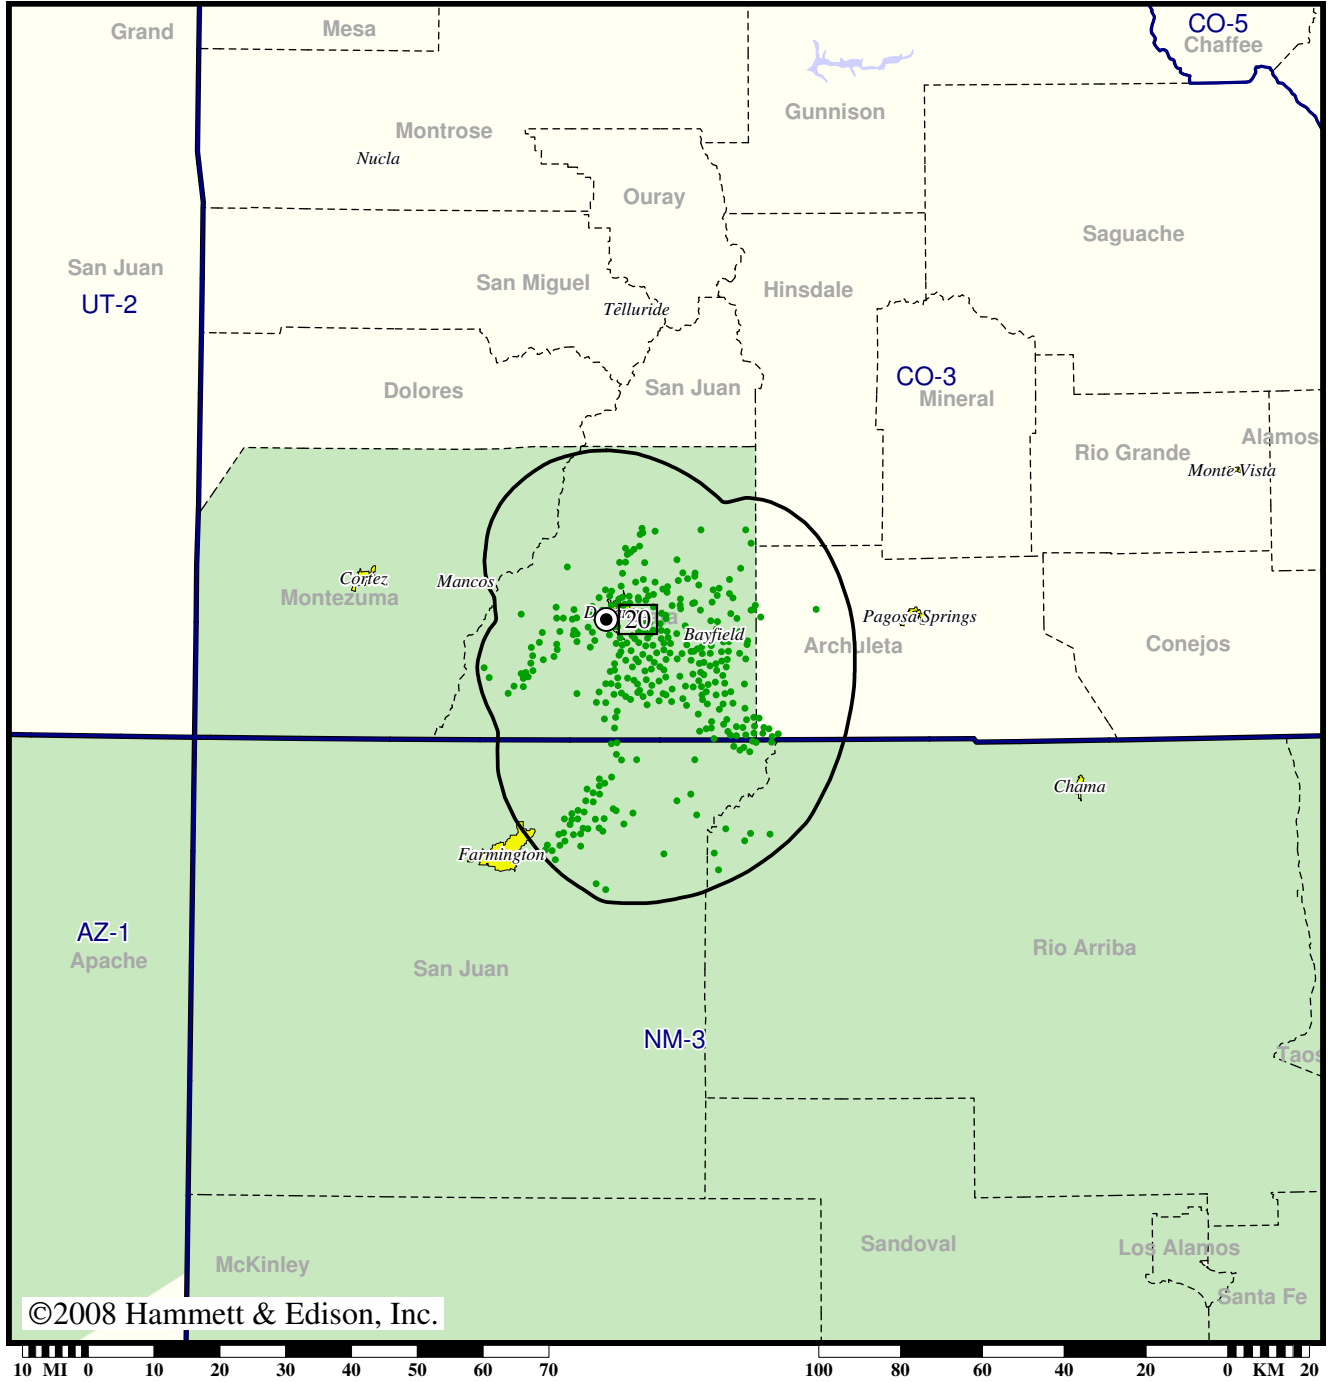 Grand
Mesa
CO-5
Chaffee
Gunnison
Montrose
Nucla
Ouray
Saguache
San Juan
UT-2
San Miguel
Hinsdale
Telluride
CO-3
Mineral
Dolores
San Juan
Alamos
Rio Grande
Monte Vista
Cortez
Mancos
Montezuma
20
Bayfield
Pagosa Springs
Archuleta
Conejos
Chama
Farmington
AZ-1
Apache
San Juan
Rio Arriba
NM-3
Taos
Sandoval
Los Alamos
McKinley
Santa Fe
©2008 Hammett & Edison, Inc.
10 MI 0 10 20 30 40 50 60 70 100 80 60 40 20 0 KM 20